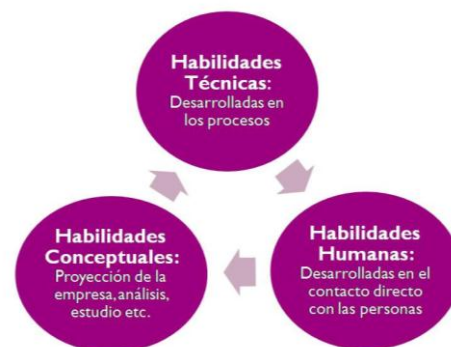 Habilidades
Técnicas:
Desarrolladas en
los procesos
Habilidades
Humanas:
Desarrolladas en el
contacto directo
con las personas
Habilidades
Conceptuales:
Proyección de la
empresa, análisis,
estudio etc.